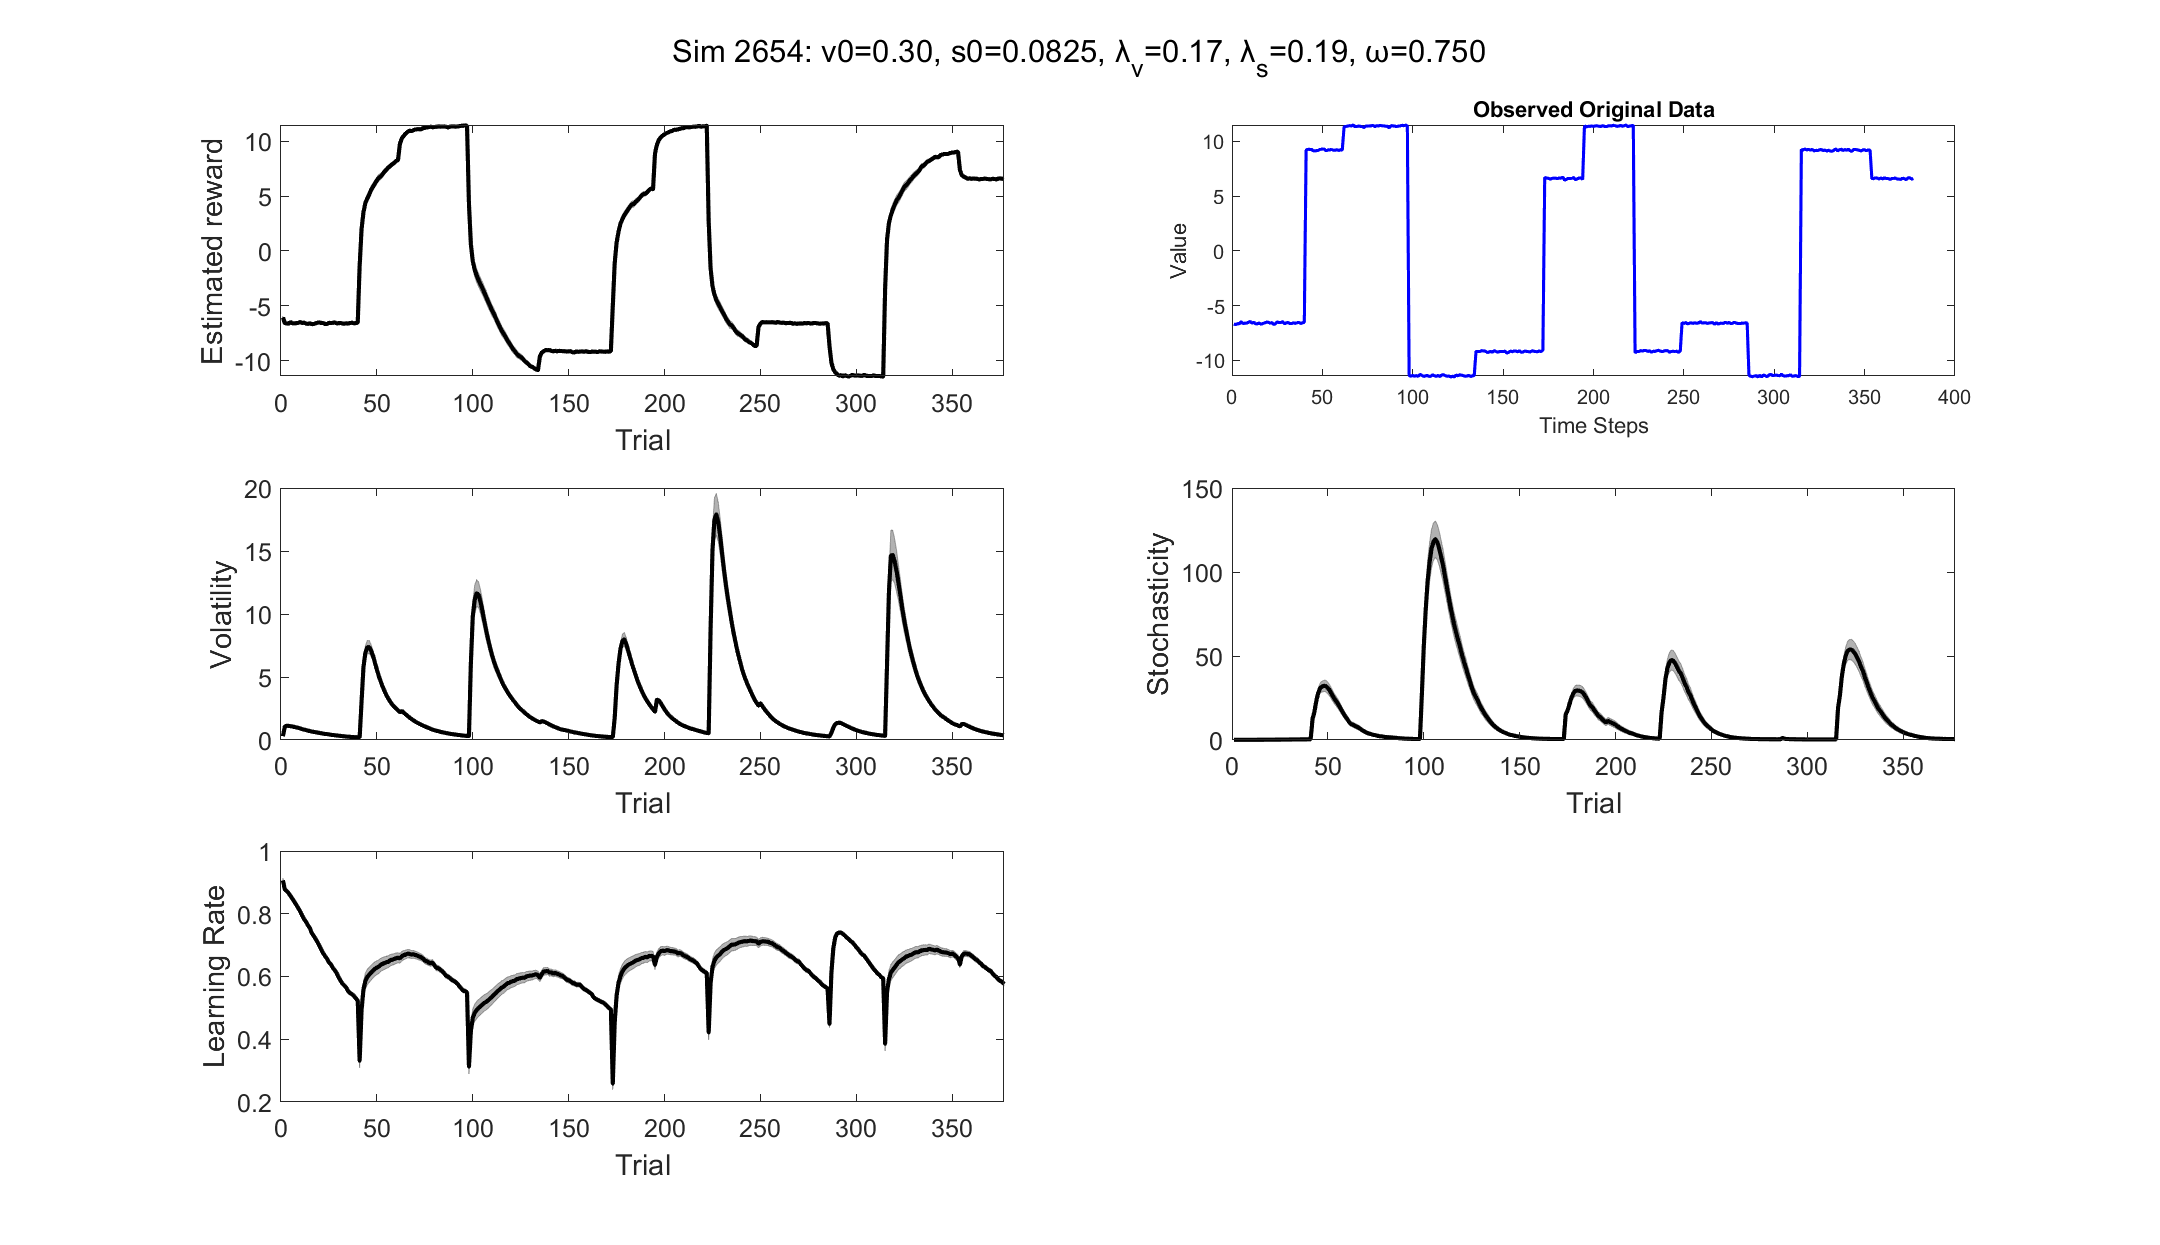 Sim 2654: v0=0.30, s0=0.0825, λv=0.17, λs=0.19, ω=0.750
Estimated reward
10
5
0
-5
-10
0 50 100 150 200 250 300 350
Trial
Observed Original Data
Value
10
5
0
-5
-10
0 50 100 150 200 250 300 350 400
Time Steps
Volatility
20
15
10
5
0
0 50 100 150 200 250 300 350
Trial
Stochasticity
150
100
50
0
0 50 100 150 200 250 300 350
Trial
Learning Rate
1
0.8
0.6
0.4
0.2
0 50 100 150 200 250 300 350
Trial